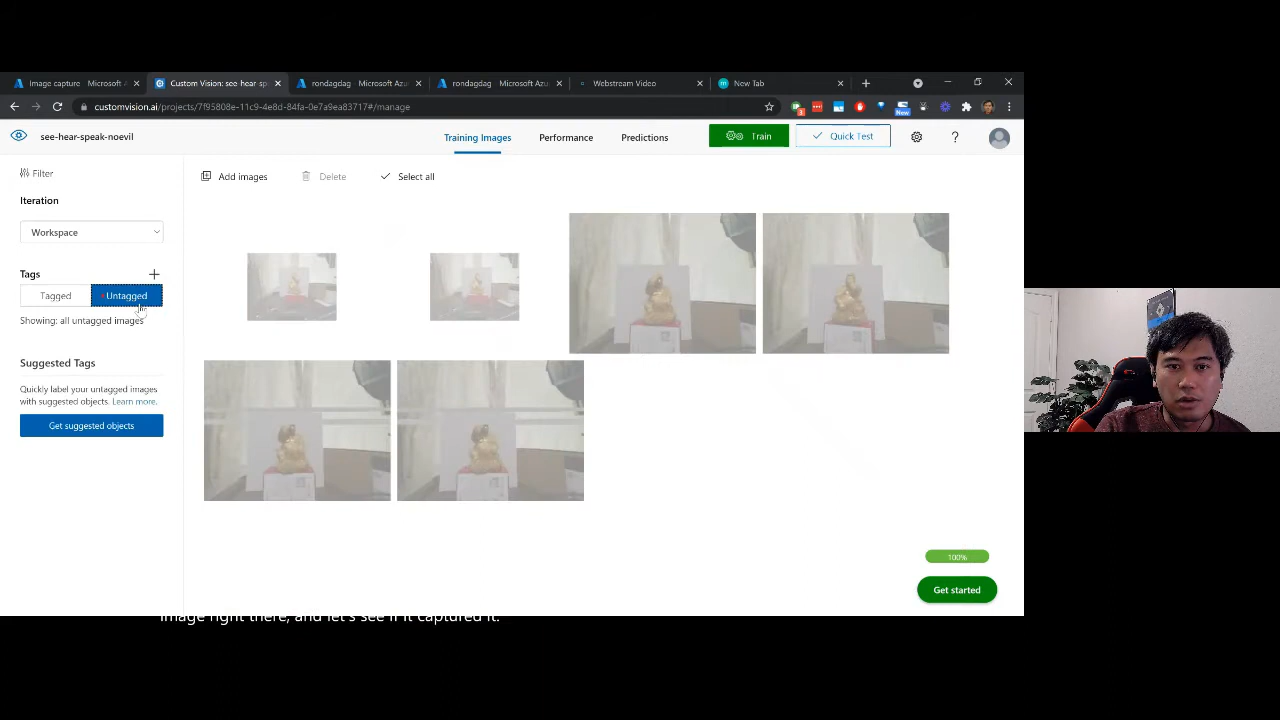 Image capture · Microsoft A
Custom Vision: see-hear-sp
rondagdag - Microsoft Azu
rondagdag - Microsoft Azu
Webstream Video
New Tab
customvision.ai/projects/7f95808e-11c9-4e8d-84fa-0e7a9ea83717#/manage
New
see-hear-speak-noevil
Training Images
Performance
Predictions
Train
Quick Test
Filter
Add images
Delete
Select all
Iteration
Workspace
Tags
Tagged
Untagged
Showing: all untagged images
Suggested Tags
Quickly label your untagged images
with suggested objects. Learn more.
Get suggested objects
100%
Get started
image right there, and let's see if it captured it.